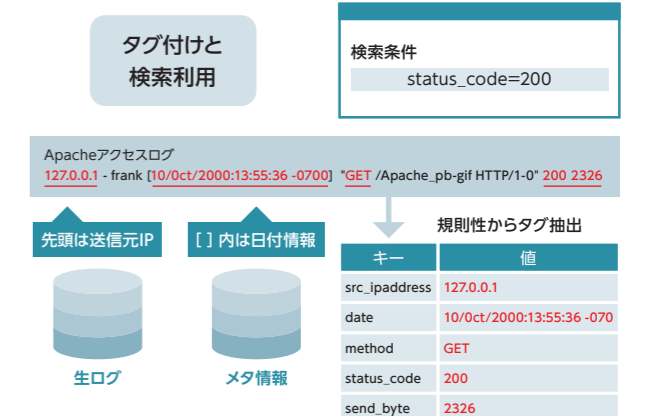 タグ付けと
検索利用
検索条件
status_code=200
Apacheアクセスログ
127.0.0.1 - frank [10/0ct/2000:13:55:36 -0700] "GET /Apache_pb-gif HTTP/1-0" 200 2326
先頭は送信元IP
[ ] 内は日付情報
規則性からタグ抽出
キー 値
src_ipaddress 127.0.0.1
date 10/0ct/2000:13:55:36 -070
method GET
status_code 200
send_byte 2326
生ログ
メタ情報